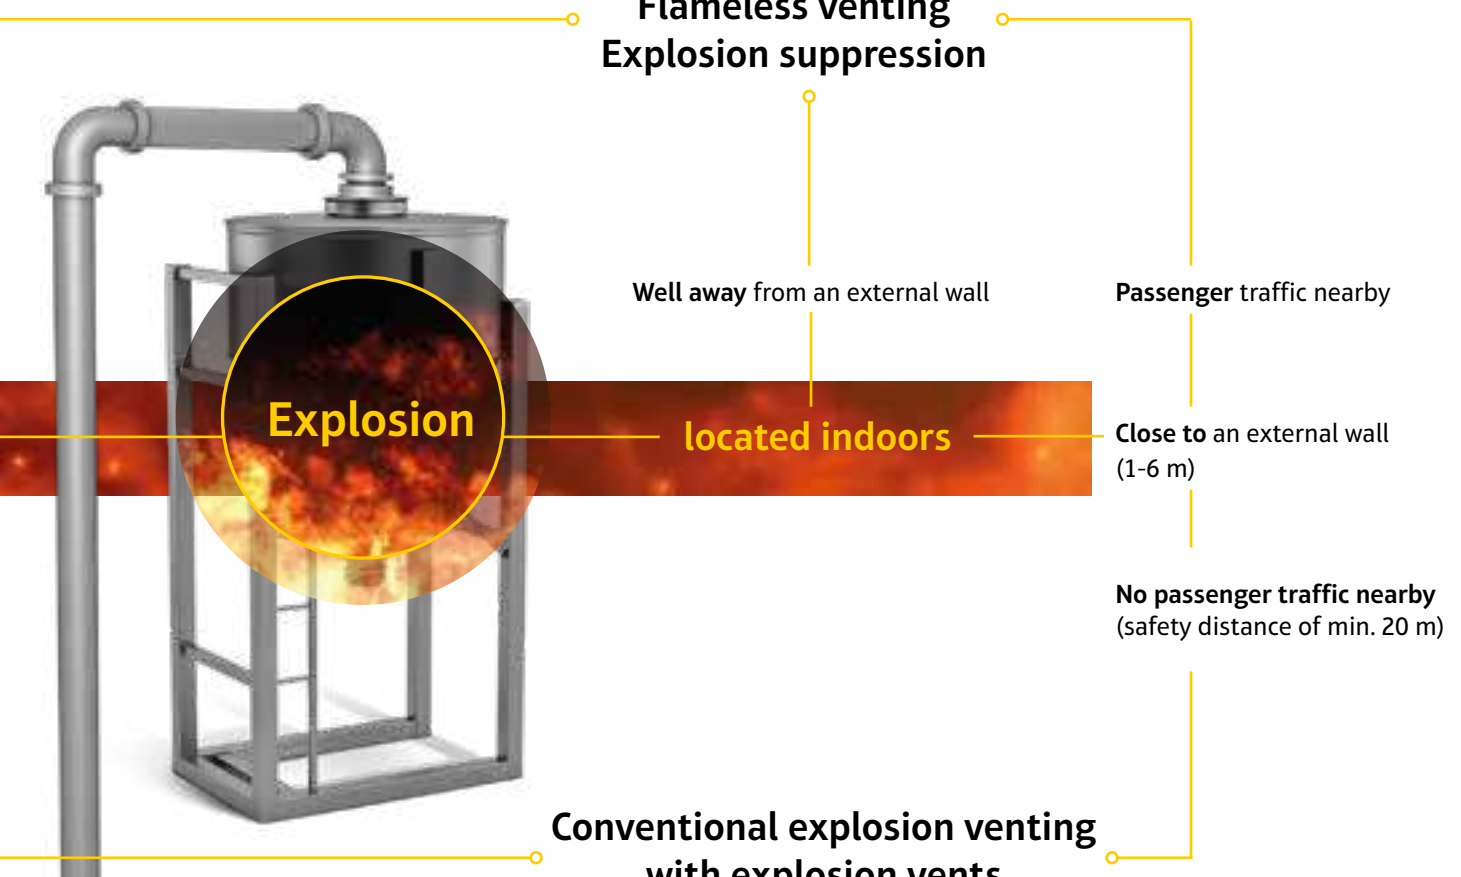 Flameless venting
Explosion suppression
Well away from an external wall
Passenger traffic nearby
Explosion
located indoors
Close to an external wall
(1-6 m)
No passenger traffic nearby
(safety distance of min. 20 m)
Conventional explosion venting
with explosion vents